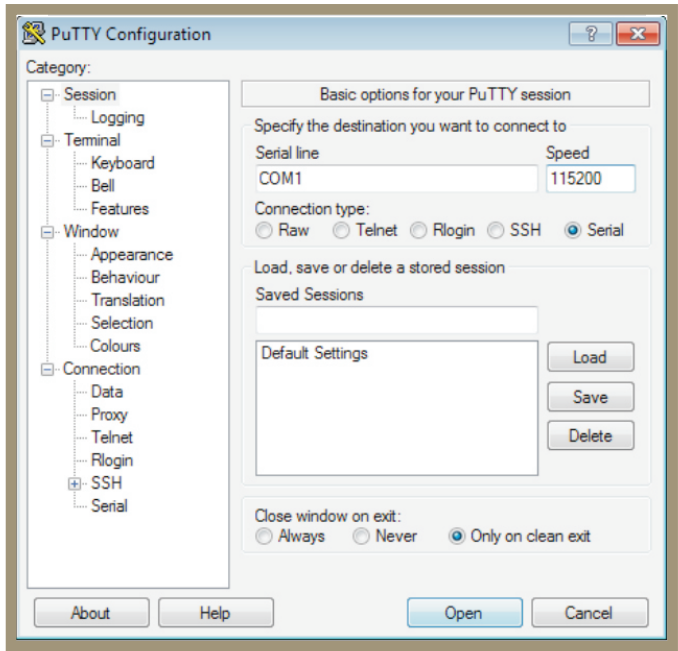 PuTTY Configuration
Category:
Session
Logging
Terminal
Keyboard
Bell
Features
Window
Appearance
Behaviour
Translation
Selection
Colours
Connection
Data
Proxy
Telnet
Rlogin
SSH
Serial
Basic options for your PuTTY session
Specify the destination you want to connect to
Serial line Speed
COM1 115200
Connection type:
Raw Telnet Rlogin SSH Serial
Load, save or delete a stored session
Saved Sessions
Default Settings
Load
Save
Delete
Close window on exit:
Always Never Only on clean exit
About Help Open Cancel